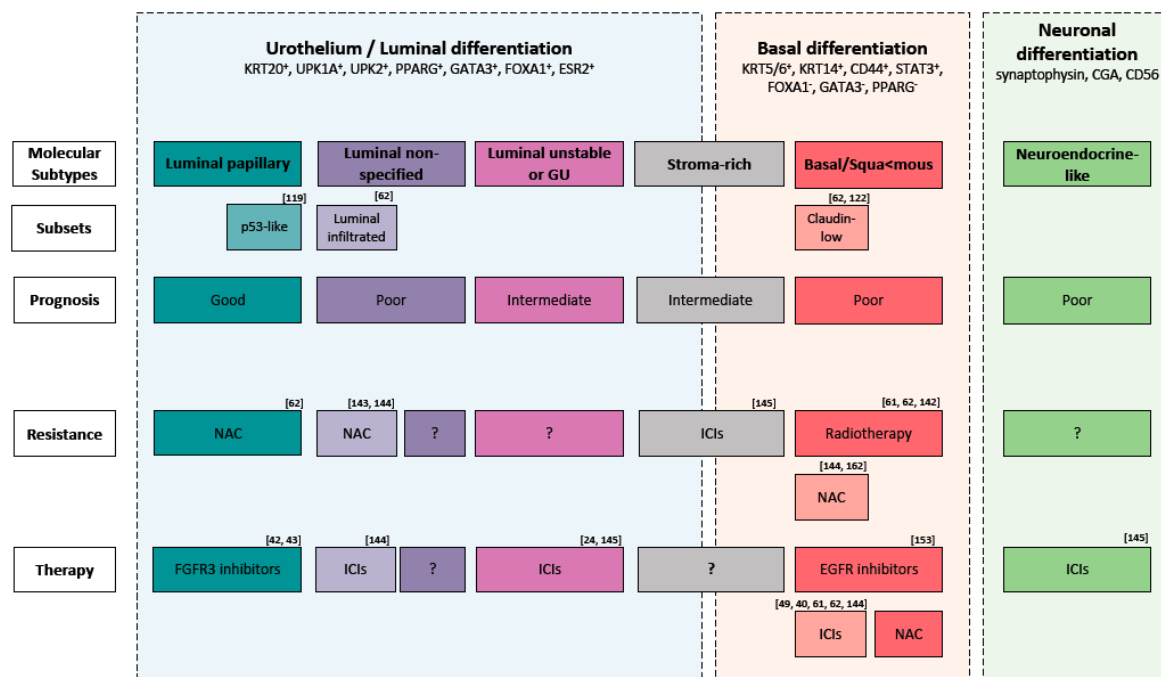 Urothelium / Luminal differentiation
KRT20⁺, UPK1A⁺, UPK2⁺, PPARG⁺, GATA3⁺, FOXA1⁺, ESR2⁺
Basal differentiation
KRT5/6⁺, KRT14⁺, CD44⁺, STAT3⁺,
FOXA1⁻, GATA3⁻, PPARG⁻
Neuronal
differentiation
synaptophysin, CGA, CD56
Molecular
Subtypes
Luminal papillary
Luminal non-
specified
Luminal unstable
or GU
Stroma-rich
Basal/Squa<mous
Neuroendocrine-
like
Subsets
[119]
p53-like
[62]
Luminal
infiltrated
[62, 122]
Claudin-
low
Prognosis
Good
Poor
Intermediate
Intermediate
Poor
Poor
Resistance
[62]
NAC
[143, 144]
NAC
?
?
[145]
ICIs
[61, 62, 142]
Radiotherapy
?
[144, 162]
NAC
Therapy
[42, 43]
FGFR3 inhibitors
[144]
ICIs
?
[24, 145]
ICIs
?
[153]
EGFR inhibitors
[145]
ICIs
[49, 40, 61, 62, 144]
ICIs
NAC